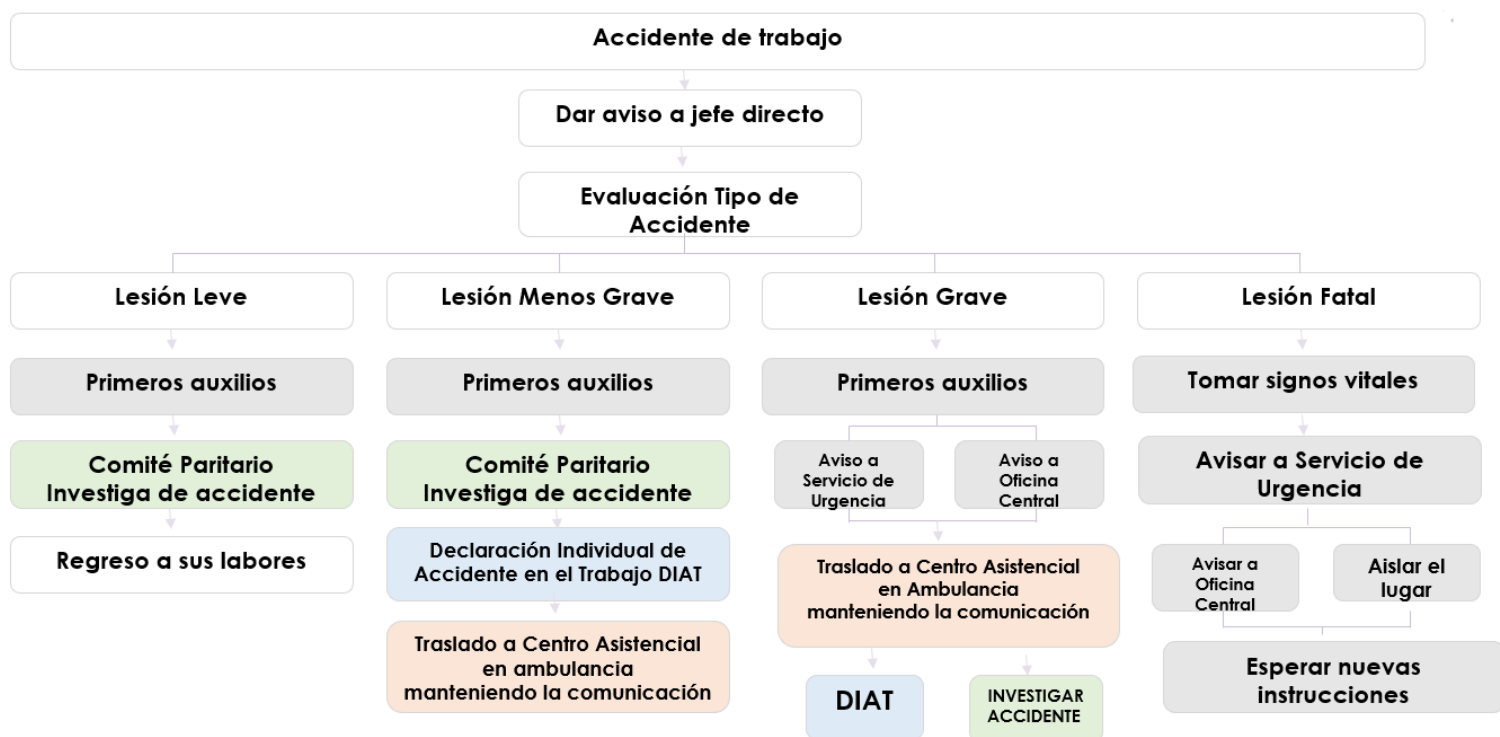 Accidente de trabajo
Dar aviso a jefe directo
Evaluación Tipo de
Accidente
Lesión Leve
Lesión Menos Grave
Lesión Grave
Lesión Fatal
Primeros auxilios
Primeros auxilios
Primeros auxilios
Tomar signos vitales
Comité Paritario
Investiga de accidente
Comité Paritario
Investiga de accidente
Aviso a
Servicio de
Urgencia
Aviso a
Oficina
Central
Avisar a Servicio de
Urgencia
Regreso a sus labores
Declaración Individual de
Accidente en el Trabajo DIAT
Traslado a Centro Asistencial
en Ambulancia
manteniendo la comunicación
Avisar a
Oficina
Central
Aislar el
lugar
Traslado a Centro Asistencial
en ambulancia
manteniendo la comunicación
DIAT
INVESTIGAR
ACCIDENTE
Esperar nuevas
instrucciones